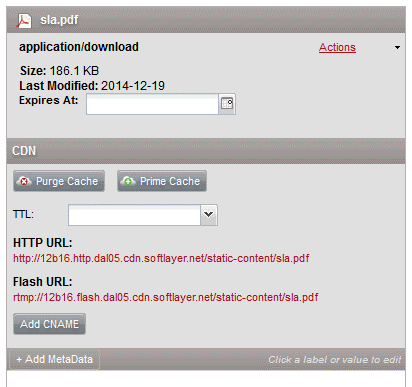 sla.pdf
application/download Actions
Size: 186.1 KB
Last Modified: 2014-12-19
Expires At:
CDN
Purge Cache Prime Cache
TTL:
HTTP URL:
http://12b16.http.dal05.cdn.softlayer.net/static-content/sla.pdf
Flash URL:
rtmp://12b16.flash.dal05.cdn.softlayer.net/static-content/sla.pdf
Add CNAME
+ Add MetaData Click a label or value to edit